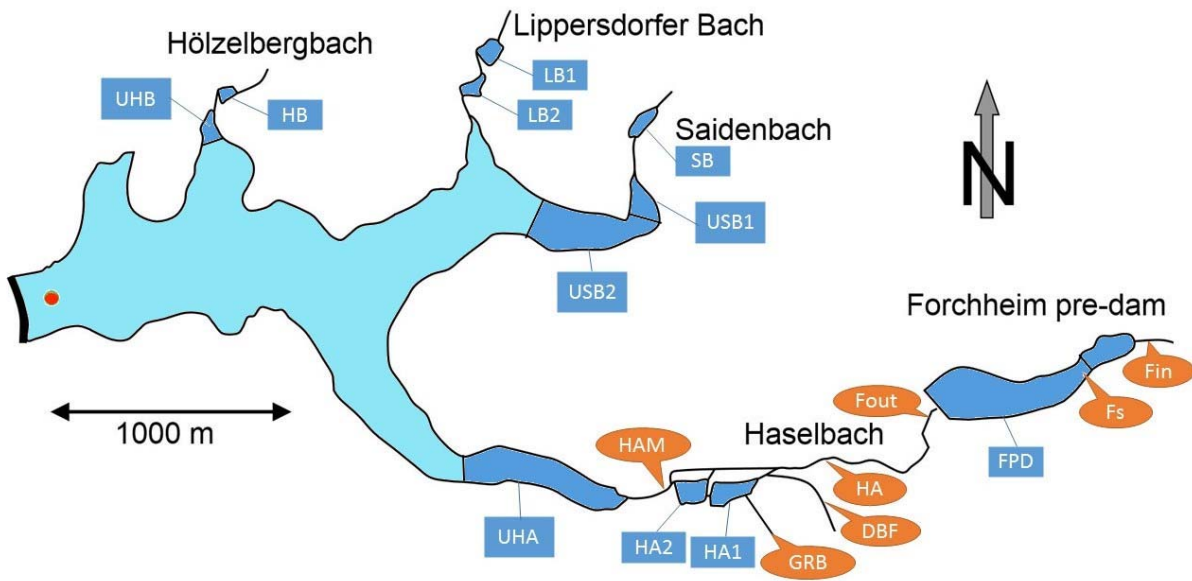 Lippersdorfer Bach
Hölzelbergbach
LB1
UHB
HB
LB2
Saidenbach
SB
N
USB1
USB2
Forchheim pre-dam
Fin
Fout
Fs
1000 m
Haselbach
HAM
FPD
HA
UHA
DBF
HA2
HA1
GRB